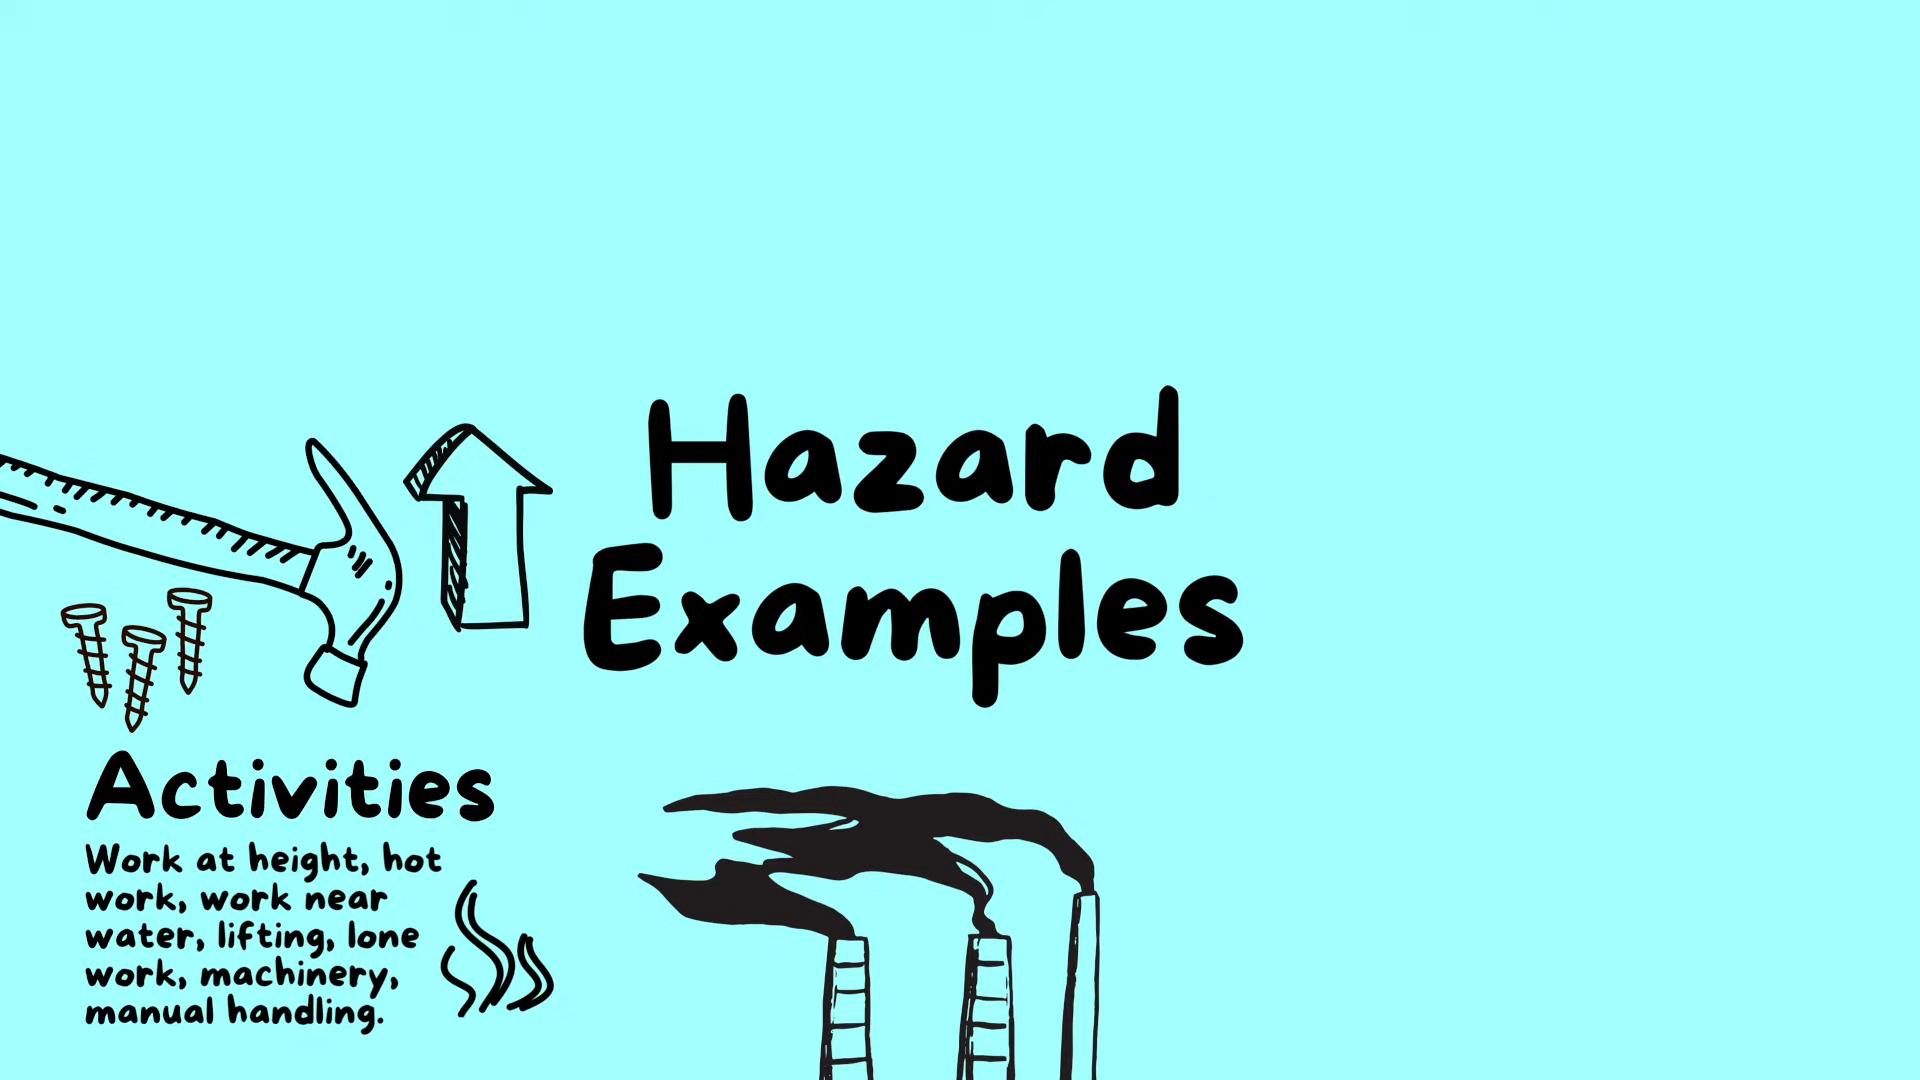 Hazard
Examples
Activities
Work at height, hot
work, work near
water, lifting, lone
work, machinery,
manual handling.